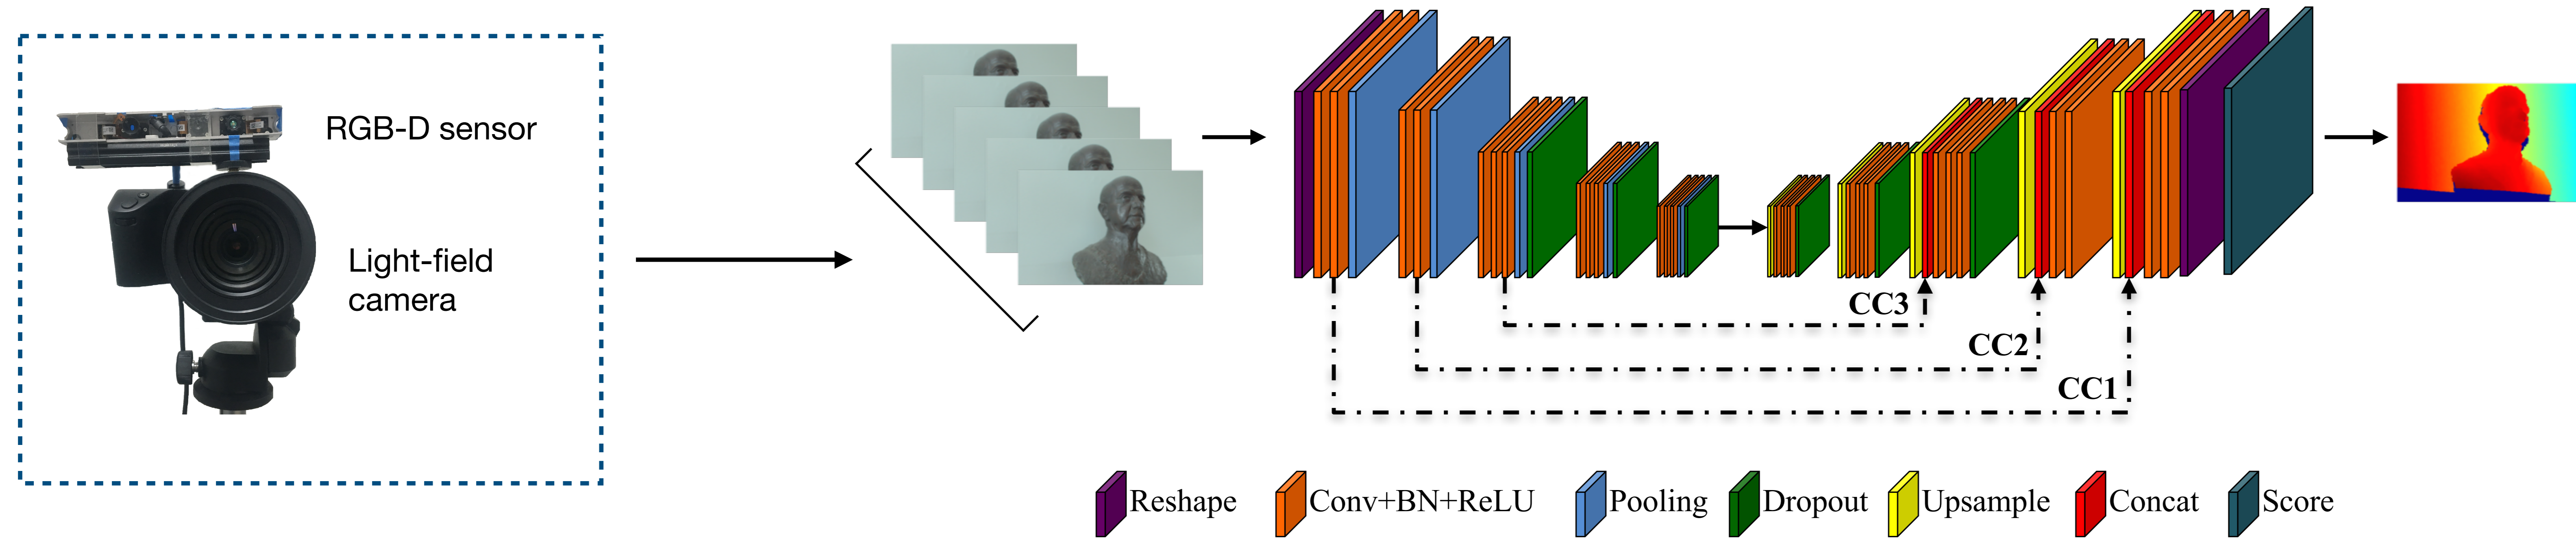 RGB-D sensor
Light-field
camera
CC3
CC2
CC1
Reshape
Conv+BN+ReLU
Pooling
Dropout
Upsample
Concat
Score